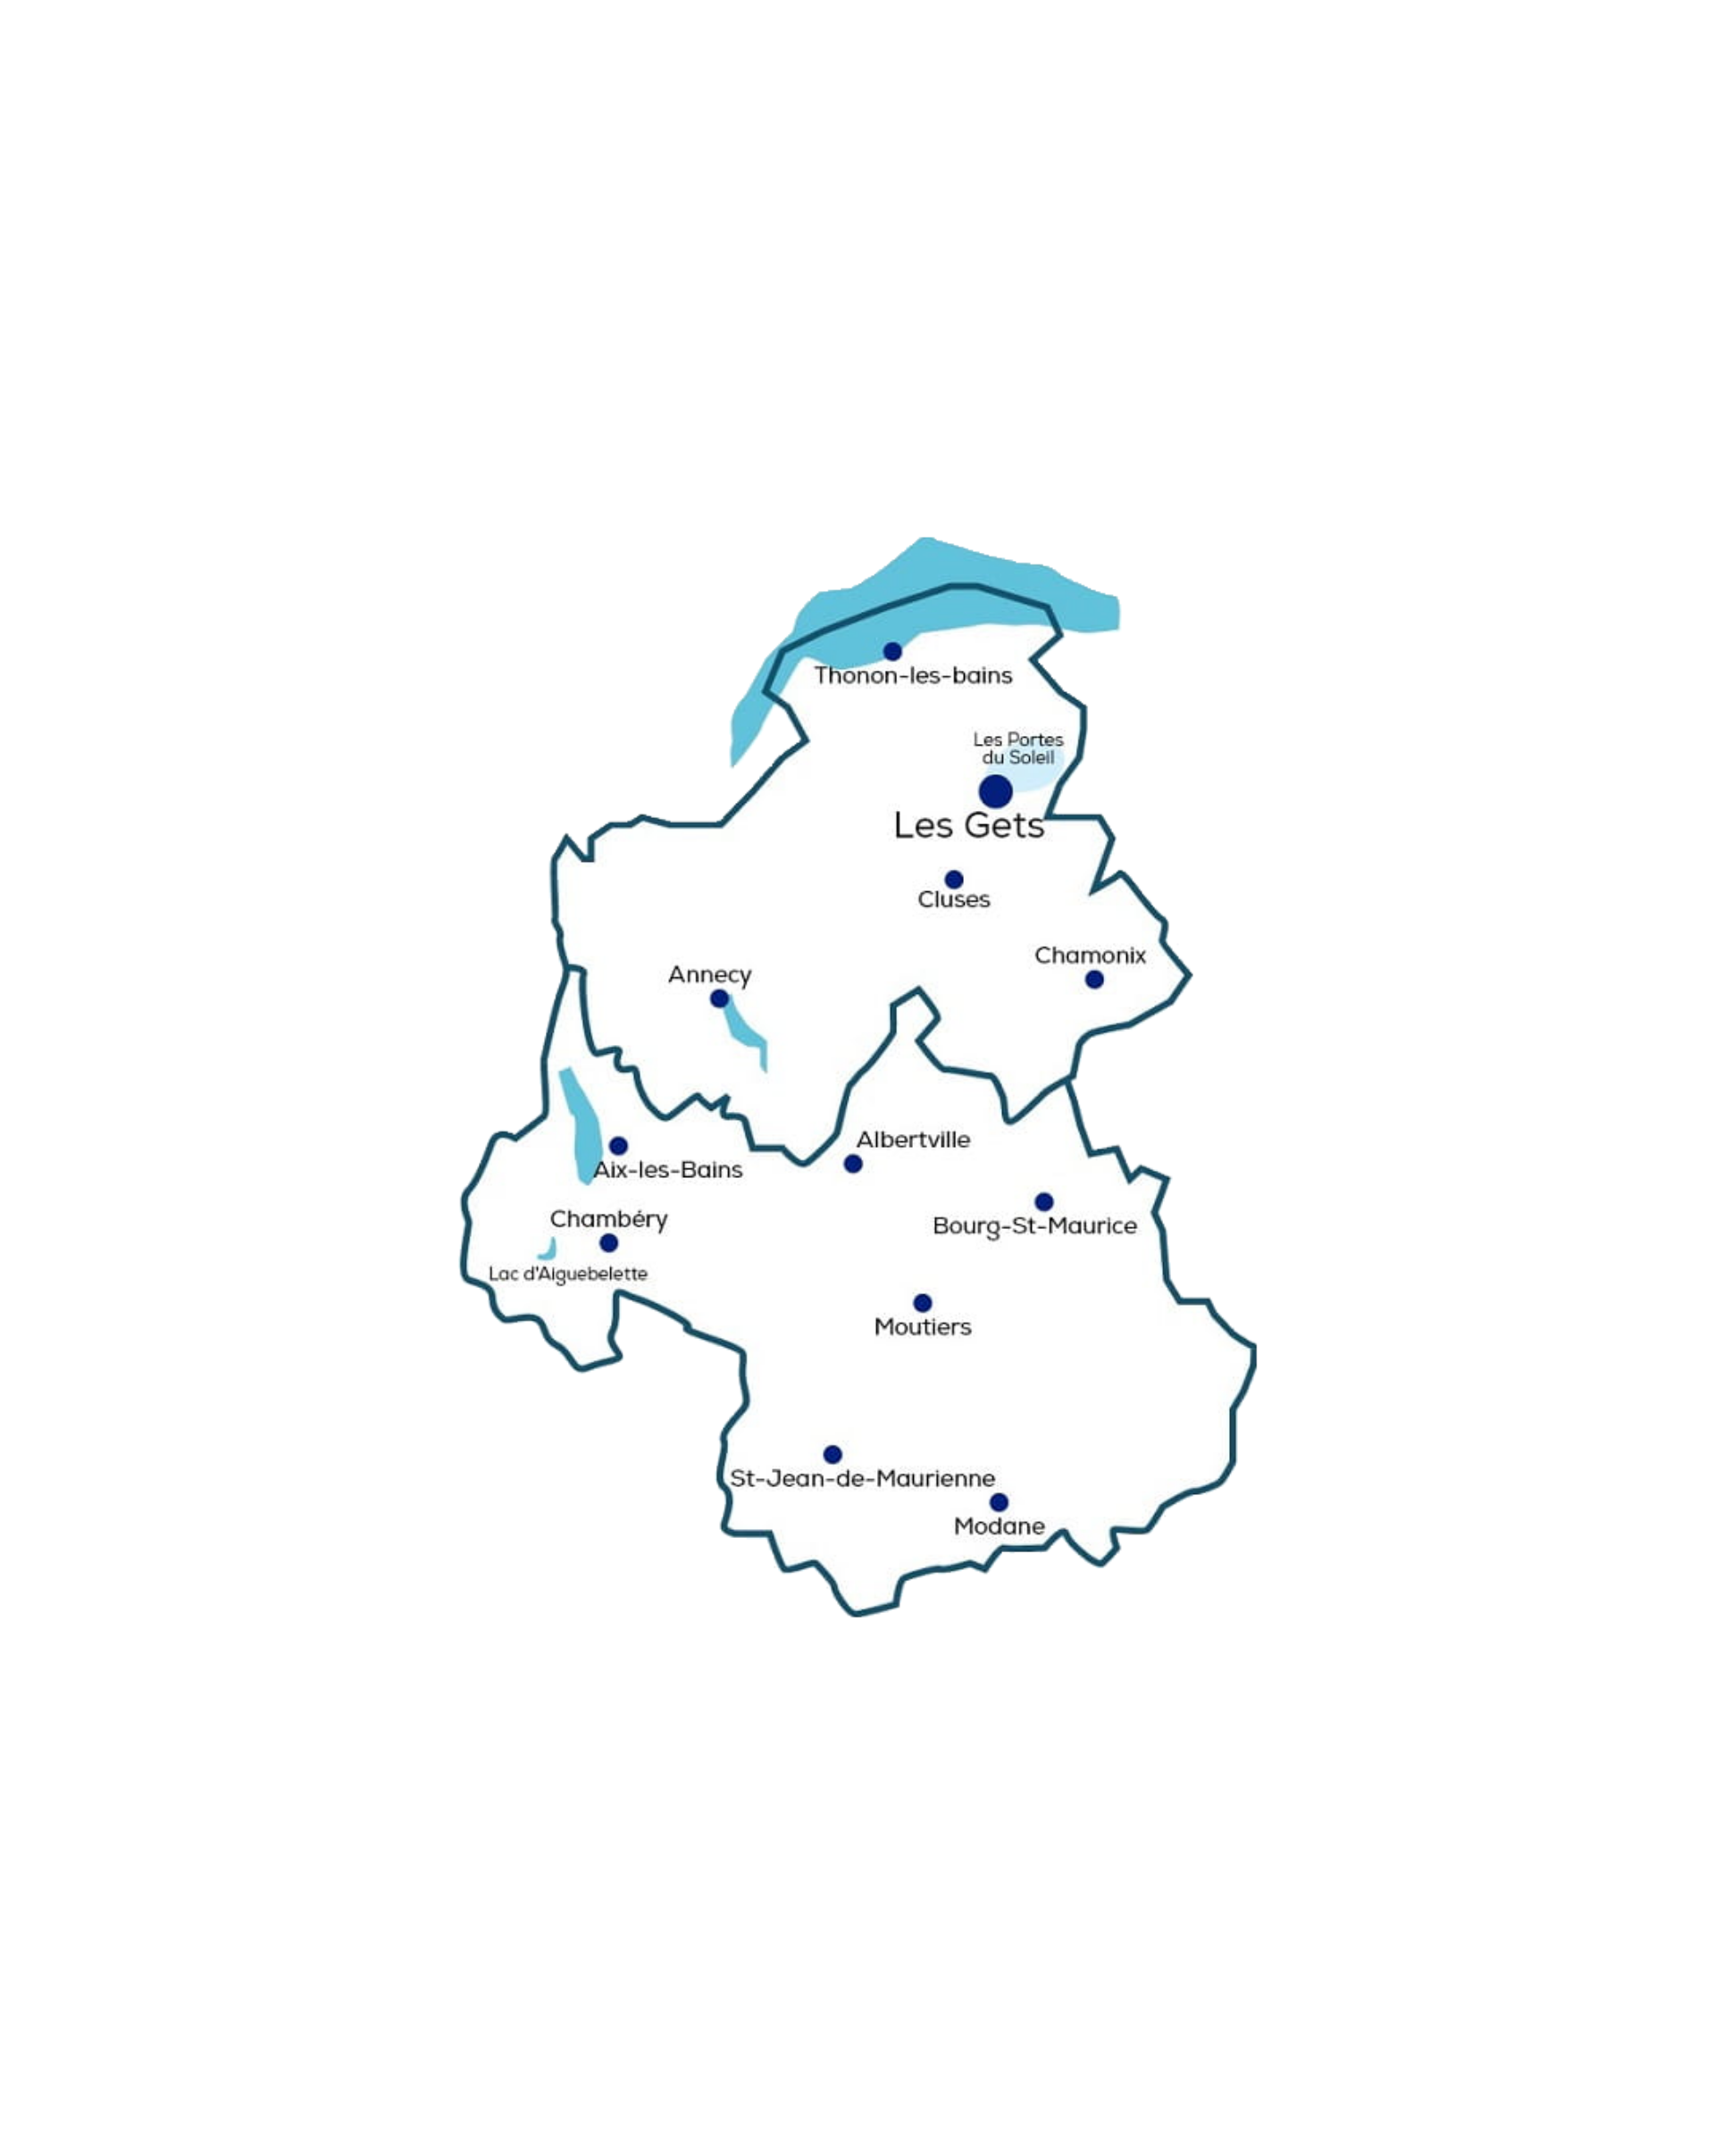 Thonon-les-bains
Les Portes
du Soleil
Les Gets
Cluses
Chamonix
Annecy
Albertville
Aix-les-Bains
Chambéry
Bourg-St-Maurice
Lac d'Aiguebelette
Moutiers
St-Jean-de-Maurienne
Modane